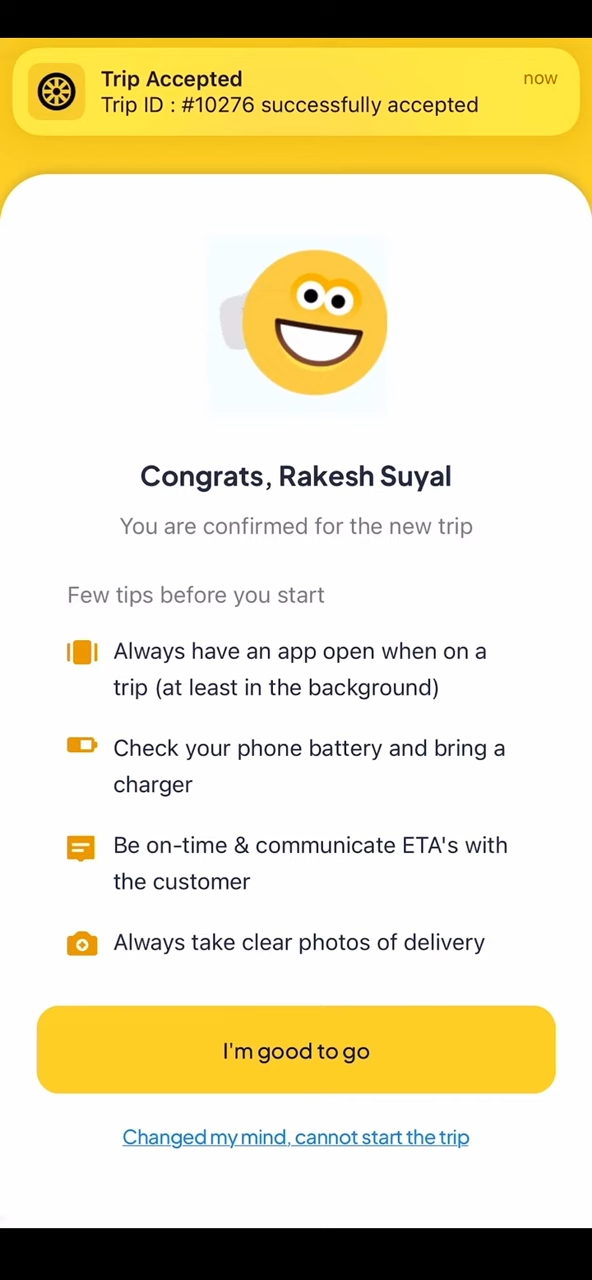 Trip Accepted
now
Trip ID : #10276 successfully accepted
Congrats, Rakesh Suyal
You are confirmed for the new trip
Few tips before you start
Always have an app open when on a
trip (at least in the background)
Check your phone battery and bring a
charger
Be on-time & communicate ETA's with
the customer
Always take clear photos of delivery
I'm good to go
Changed my mind, cannot start the trip